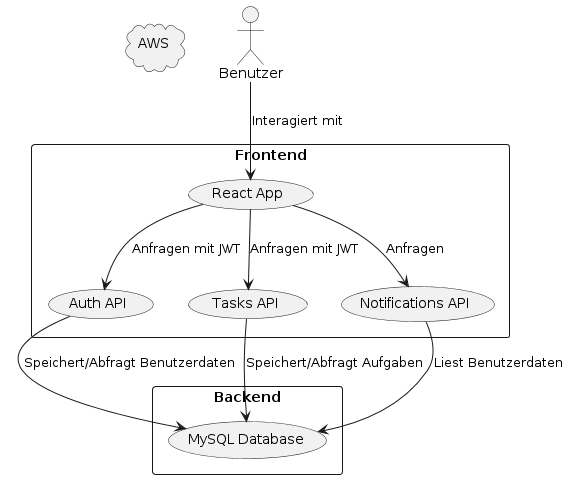 AWS
Benutzer
Interagiert mit
Frontend
React App
Anfragen mit JWT
Anfragen mit JWT
Anfragen
Auth API
Tasks API
Notifications API
Speichert/Abfragt Benutzerdaten
Speichert/Abfragt Aufgaben
Liest Benutzerdaten
Backend
MySQL Database